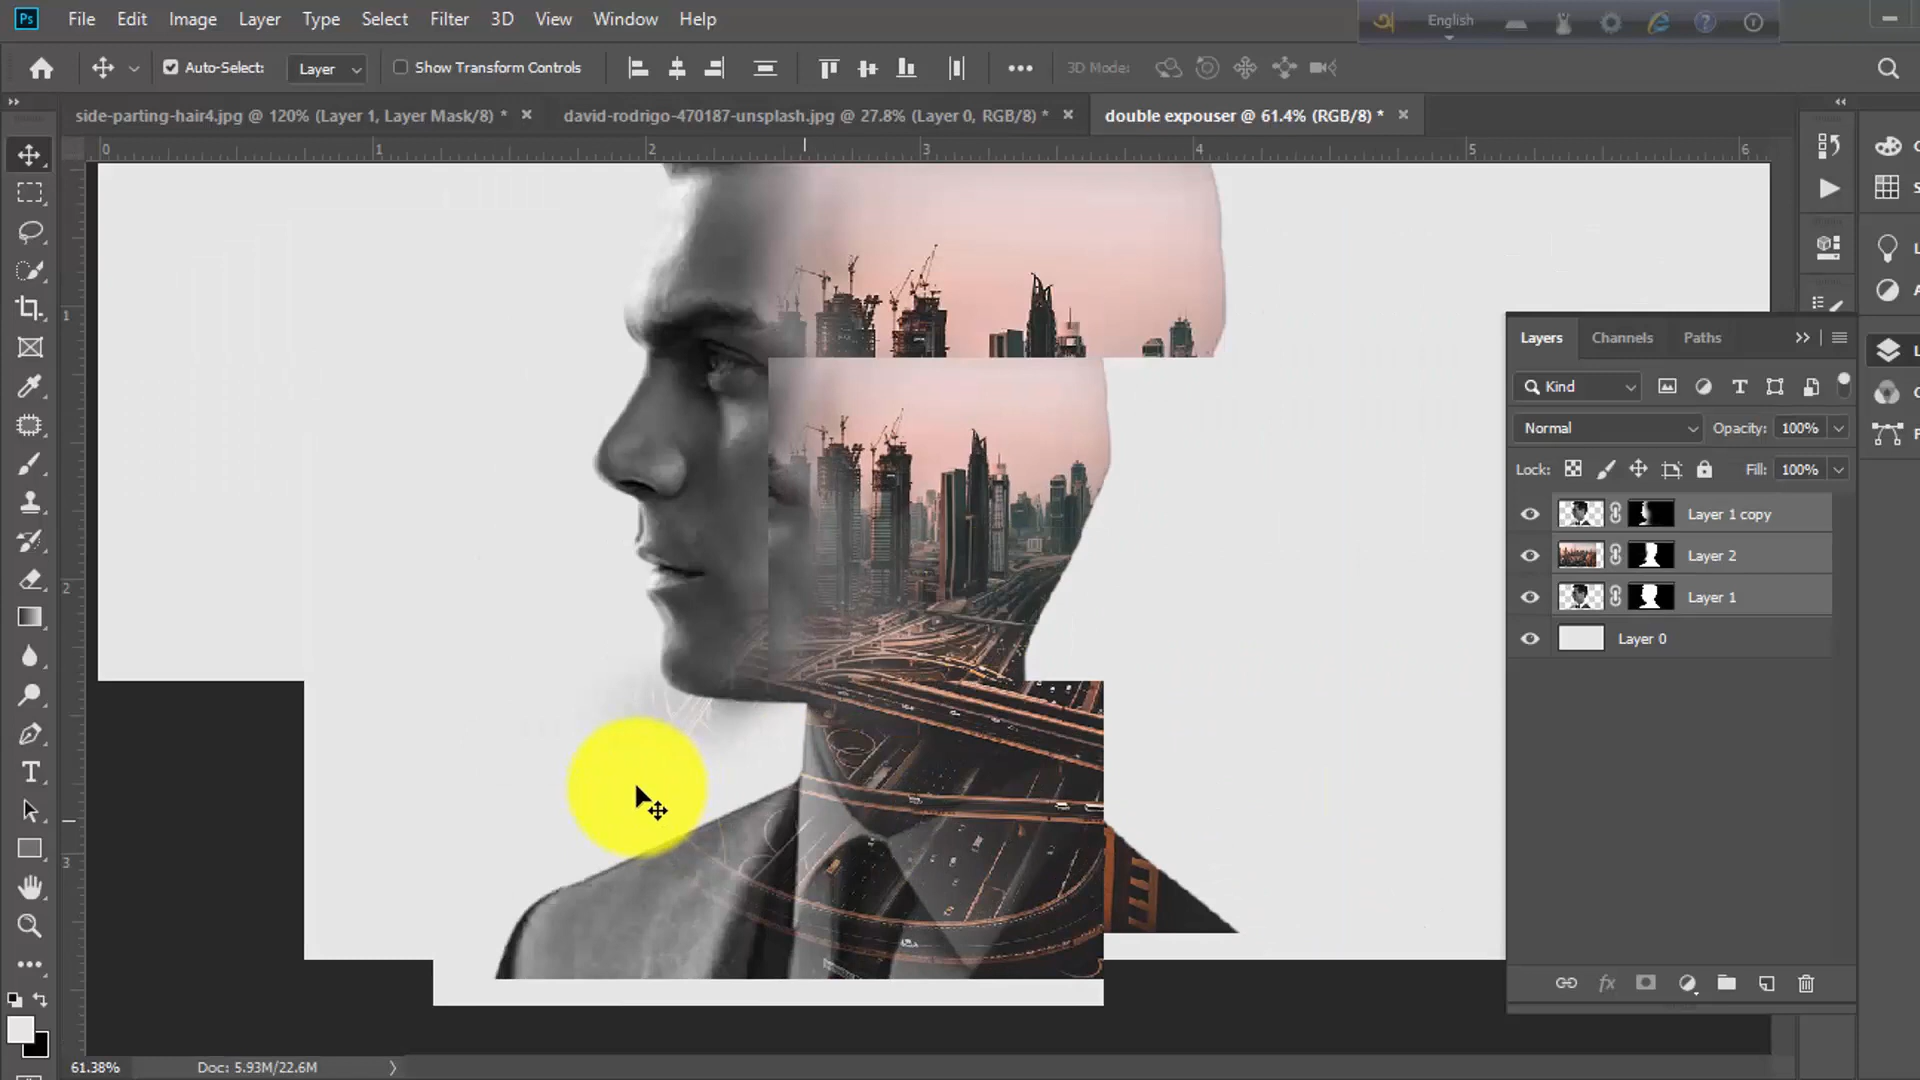 Ps File Edit Image Layer Type Select Filter 3D View Window Help
English
Auto-Select: Layer Show Transform Controls 3D Mode:
side-parting-hair4.jpg @ 120% (Layer 1, Layer Mask/8) * david-rodrigo-470187-unsplash.jpg @ 27.8% (Layer 0, RGB/8) * double expouser @ 61.4% (RGB/8) *
0 1 2 3 4 5 6
1
2
3
Layers Channels Paths
Kind
Normal Opacity: 100%
Lock: Fill: 100%
Layer 1 copy
Layer 2
Layer 1
Layer 0
fx
61.38% Doc: 5.93M/22.6M